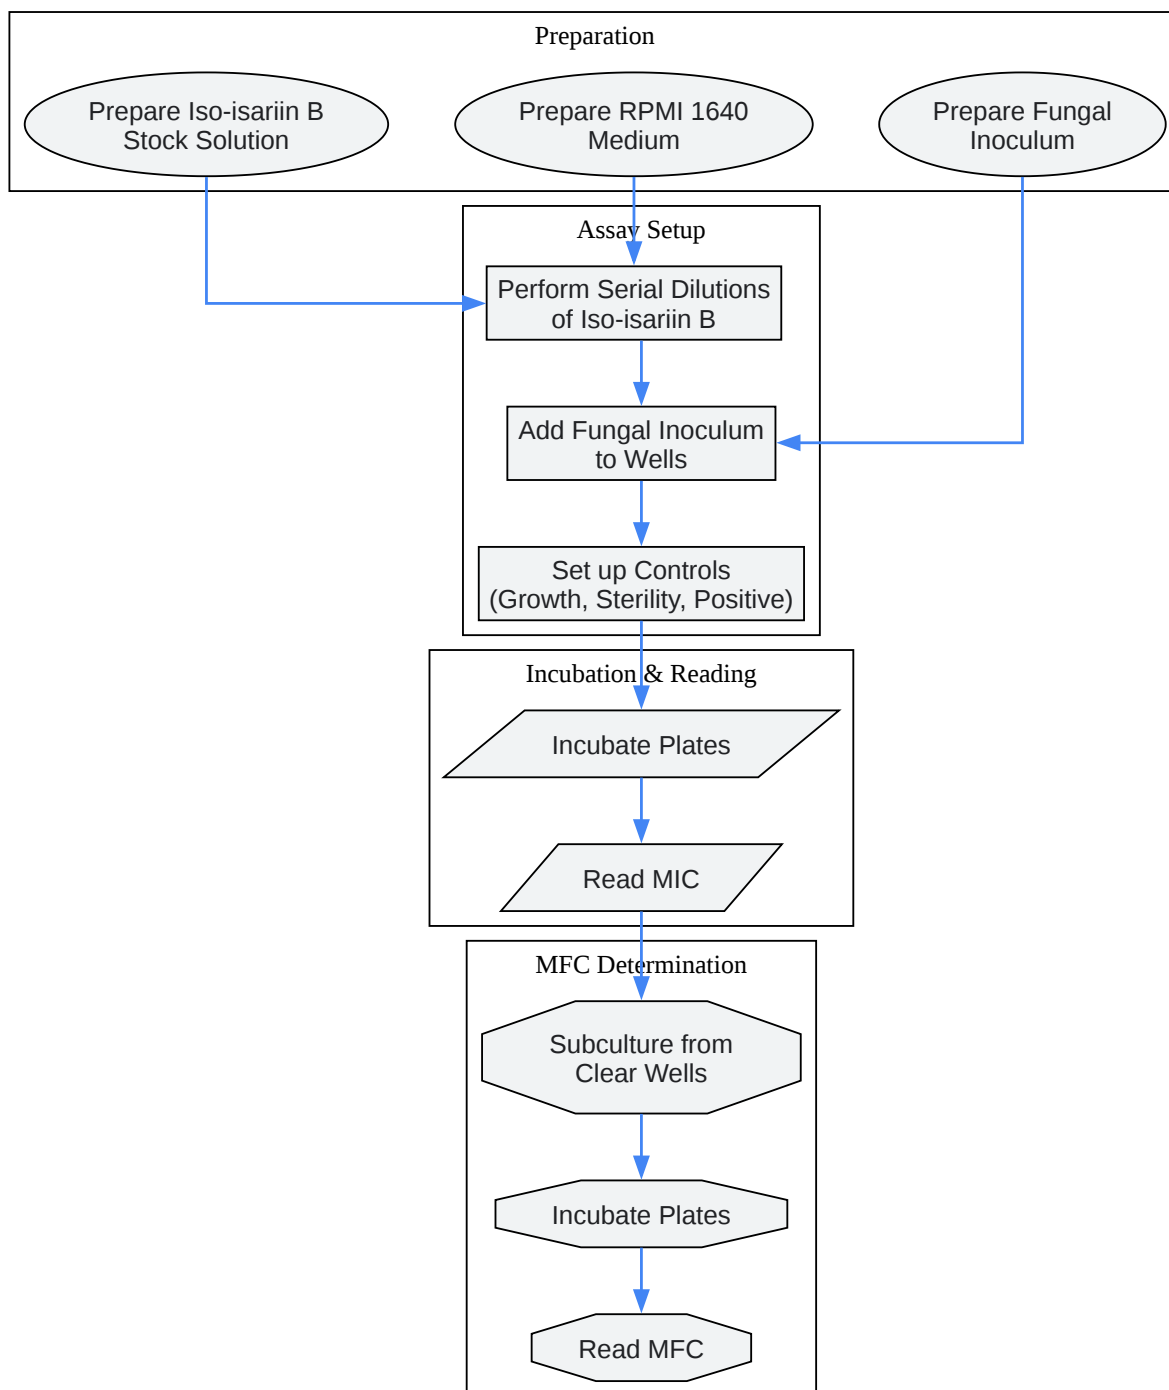 Preparation
Prepare Iso-isariin B
Stock Solution
Prepare RPMI 1640
Medium
Prepare Fungal
Inoculum
Assay Setup
Perform Serial Dilutions
of Iso-isariin B
Add Fungal Inoculum
to Wells
Set up Controls
(Growth, Sterility, Positive)
Incubation & Reading
Incubate Plates
Read MIC
MFC Determination
Subculture from
Clear Wells
Incubate Plates
Read MFC